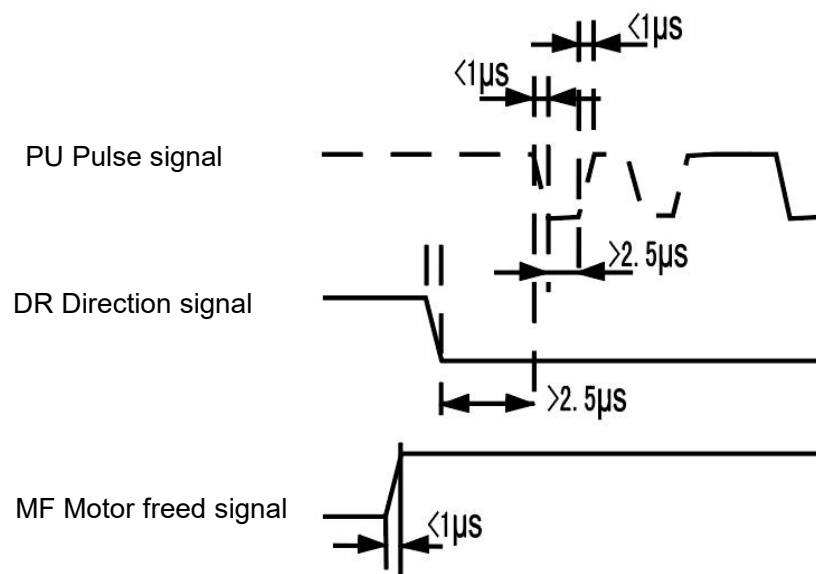 <1μs
<1μs
PU Pulse signal
>2.5μs
DR Direction signal
>2.5μs
MF Motor freed signal
<1μs